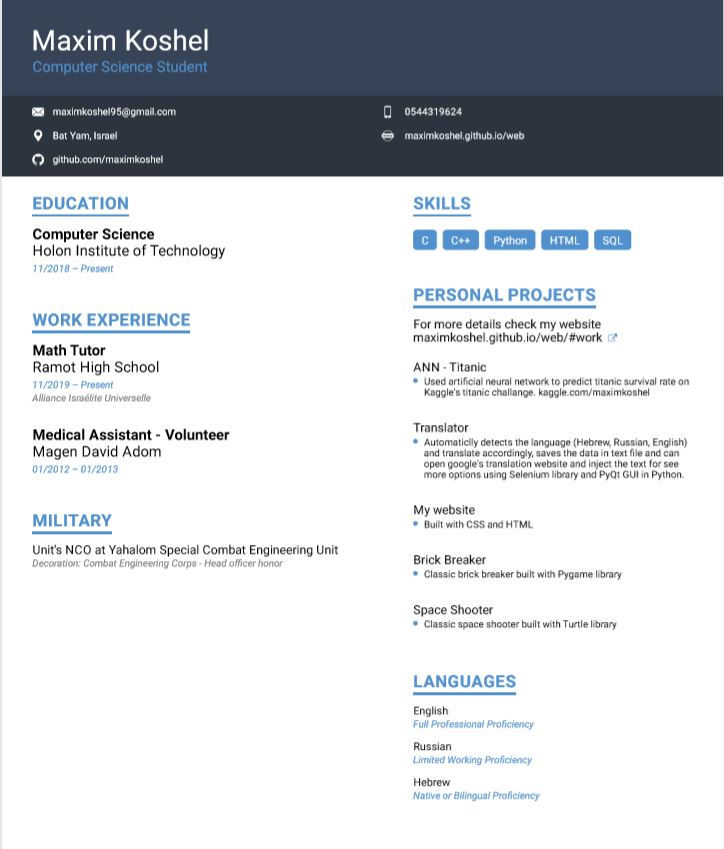 Maxim Koshel
Computer Science Student
maximkoshel95@gmail.com
0544319624
Bat Yam, Israel
maximkoshel.github.io/web
github.com/maximkoshel
EDUCATION
Computer Science
Holon Institute of Technology
11/2018 – Present
WORK EXPERIENCE
Math Tutor
Ramot High School
11/2019 – Present
Alliance Israélite Universelle
Medical Assistant - Volunteer
Magen David Adom
01/2012 – 01/2013
MILITARY
Unit's NCO at Yahalom Special Combat Engineering Unit
Decoration: Combat Engineering Corps - Head officer honor
SKILLS
C C++ Python HTML SQL
PERSONAL PROJECTS
For more details check my website
maximkoshel.github.io/web/#work
ANN - Titanic
Used artificial neural network to predict titanic survival rate on
Kaggle's titanic challange. kaggle.com/maximkoshel
Translator
Automaticlly detects the language (Hebrew, Russian, English)
and translate accordingly, saves the data in text file and can
open google's translation website and inject the text for see
more options using Selenium library and PyQt GUI in Python.
My website
Built with CSS and HTML
Brick Breaker
Classic brick breaker built with Pygame library
Space Shooter
Classic space shooter built with Turtle library
LANGUAGES
English
Full Professional Proficiency
Russian
Limited Working Proficiency
Hebrew
Native or Bilingual Proficiency